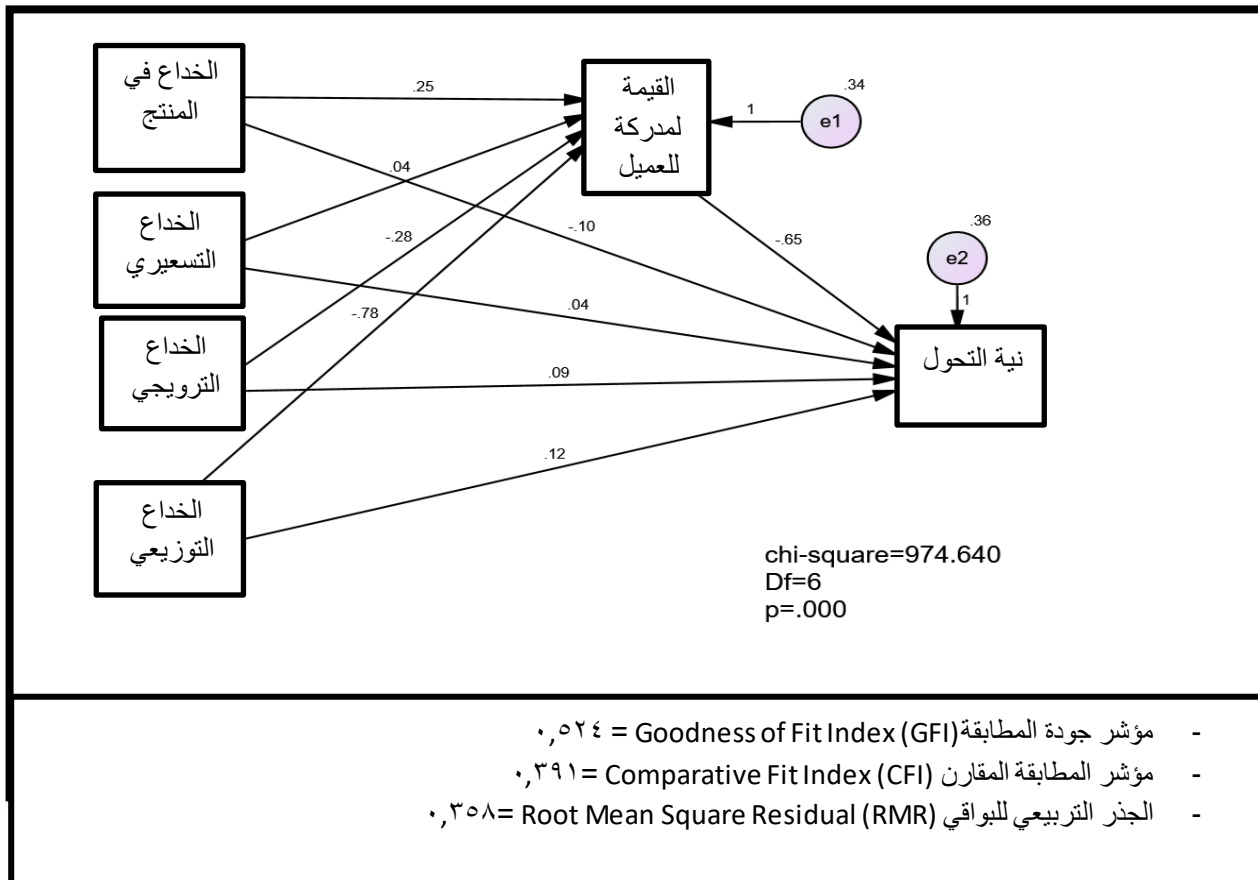 الخداع في
المنتج
الخداع
التسعيري
الخداع
الترويجي
الخداع
التوزيعي
القيمة
لمدركة
للعميل
نية التحول
.25
.04
-.28
-.78
-.10
.04
.09
.12
-.65
1
.34
e1
.36
e2
1
chi-square=974.640
Df=6
p=.000
- مؤشر جودة المطابقة Goodness of Fit Index (GFI) = ٠,٥٢٤
- مؤشر المطابقة المقارن Comparative Fit Index (CFI) =٠,٣٩١
- الجذر التربيعي للبواقي Root Mean Square Residual (RMR) =٠,٣٥٨